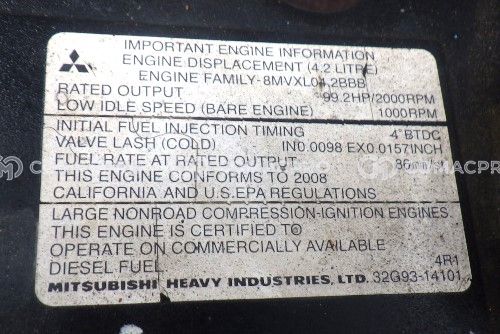 IMPORTANT ENGINE INFORMATION
ENGINE DISPLACEMENT (4.2 LITRE)
ENGINE FAMILY-8MVXL04.2BBB
RATED OUTPUT 99.2HP/2000RPM
LOW IDLE SPEED (BARE ENGINE) 1000RPM
INITIAL FUEL INJECTION TIMING 4°BTDC
VALVE LASH (COLD) IN0.0098 EX0.0157INCH
FUEL RATE AT RATED OUTPUT 86mm³/st
THIS ENGINE CONFORMS TO 2008
CALIFORNIA AND U.S.EPA REGULATIONS
LARGE NONROAD COMPRESSION-IGNITION ENGINES.
THIS ENGINE IS CERTIFIED TO
OPERATE ON COMMERCIALLY AVAILABLE
DIESEL FUEL 4R1
MITSUBISHI HEAVY INDUSTRIES, LTD. 32G93-14101